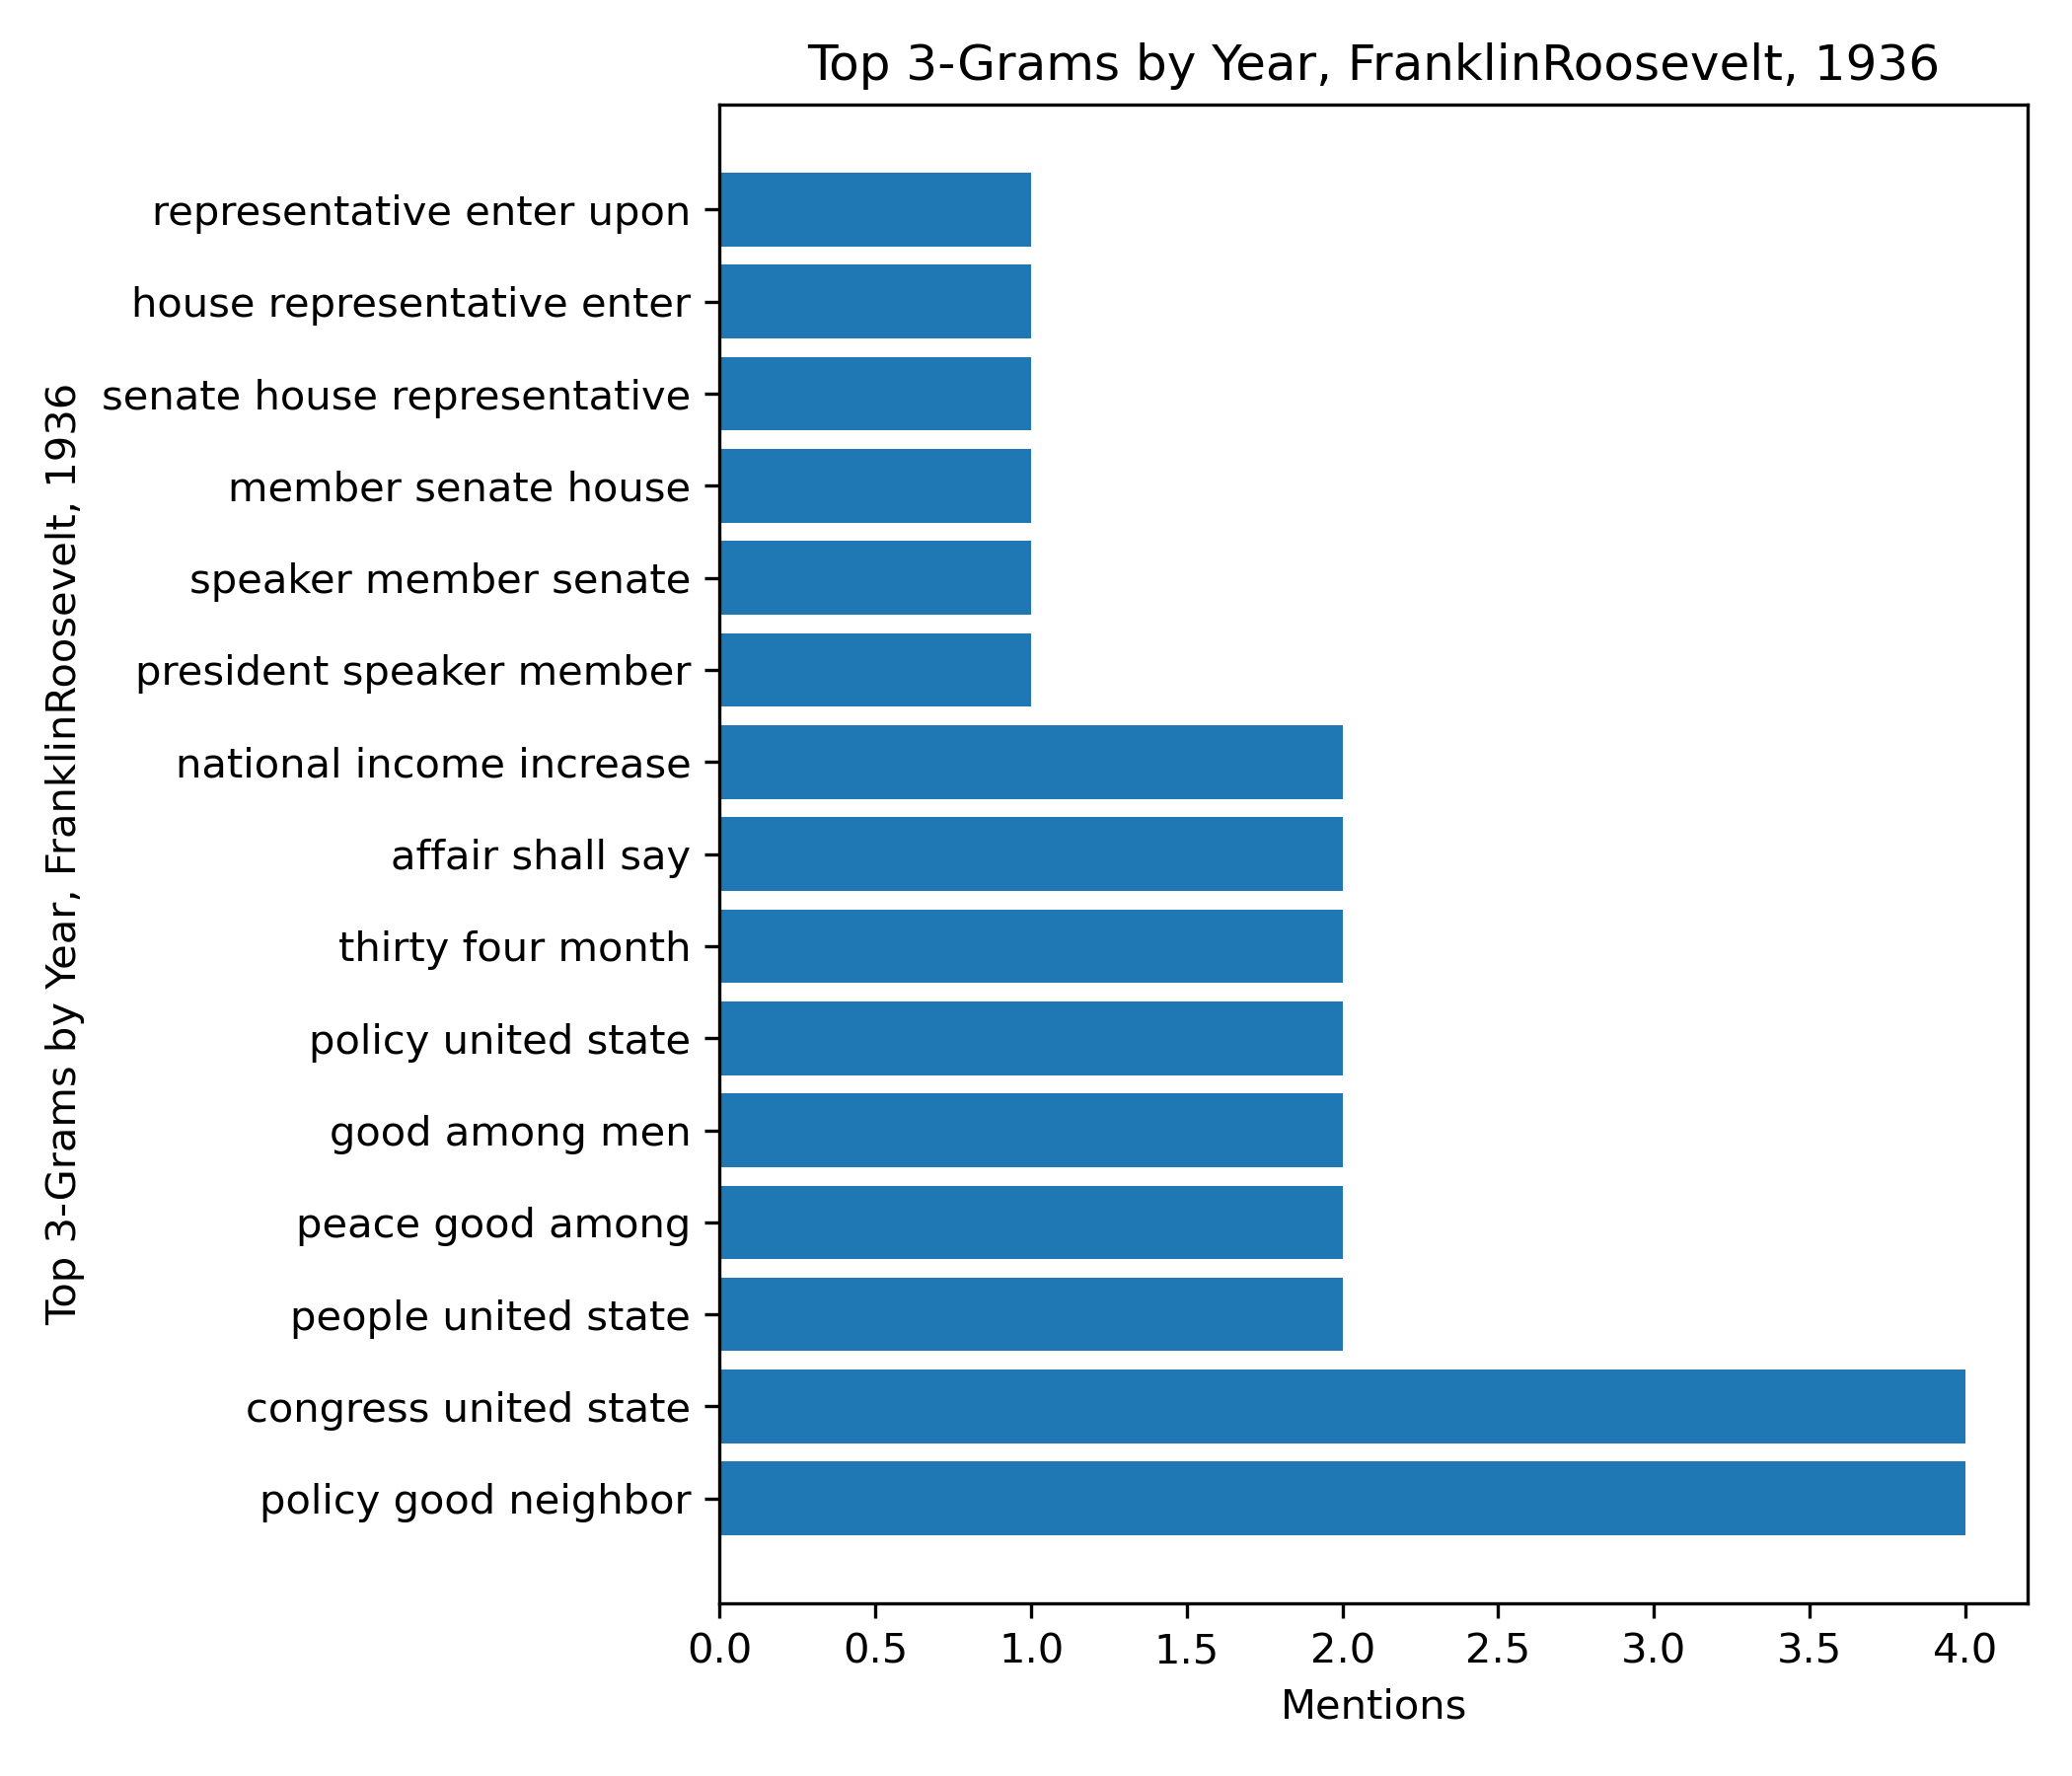 Top 3-Grams by Year, FranklinRoosevelt, 1936
Top 3-Grams by Year, FranklinRoosevelt, 1936
representative enter upon
house representative enter
senate house representative
member senate house
speaker member senate
president speaker member
national income increase
affair shall say
thirty four month
policy united state
good among men
peace good among
people united state
congress united state
policy good neighbor
0.0 0.5 1.0 1.5 2.0 2.5 3.0 3.5 4.0
Mentions